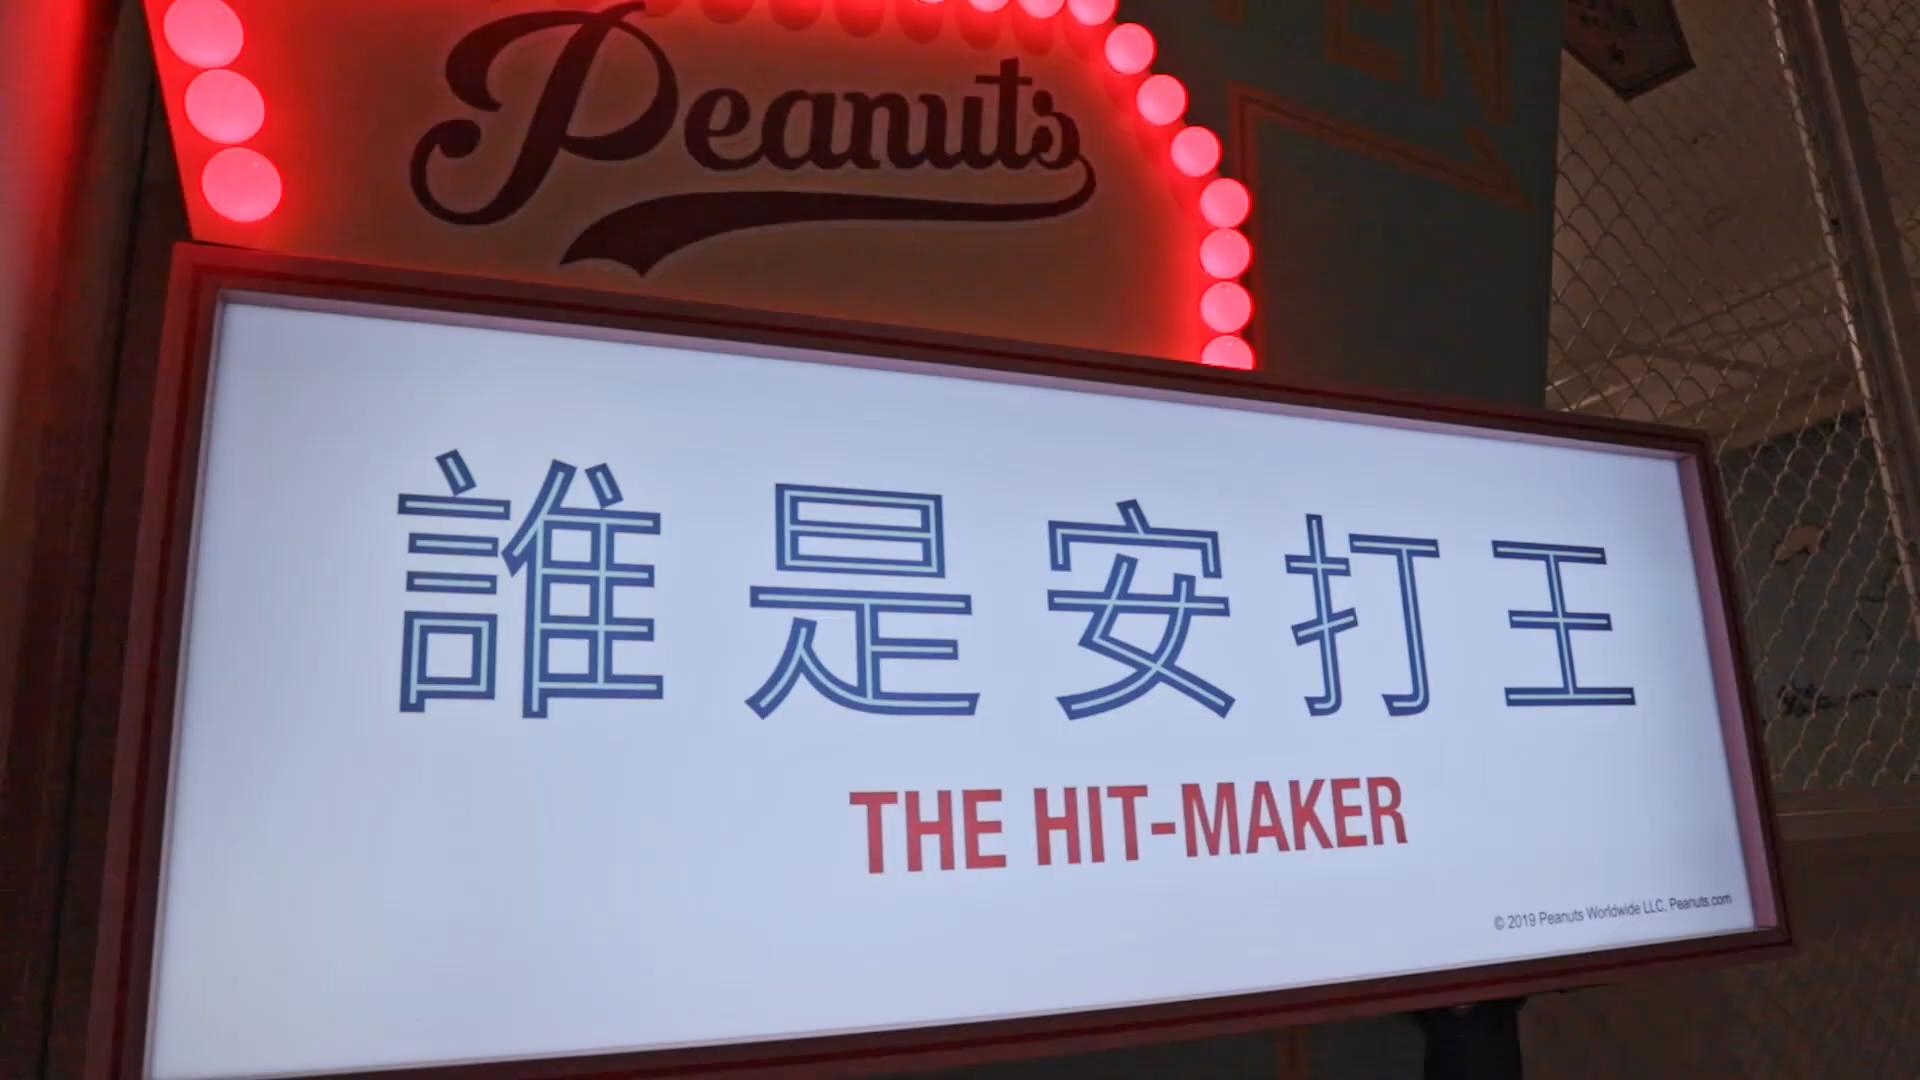 Peanuts
誰是安打王
THE HIT-MAKER
© 2019 Peanuts Worldwide LLC, Peanuts.com